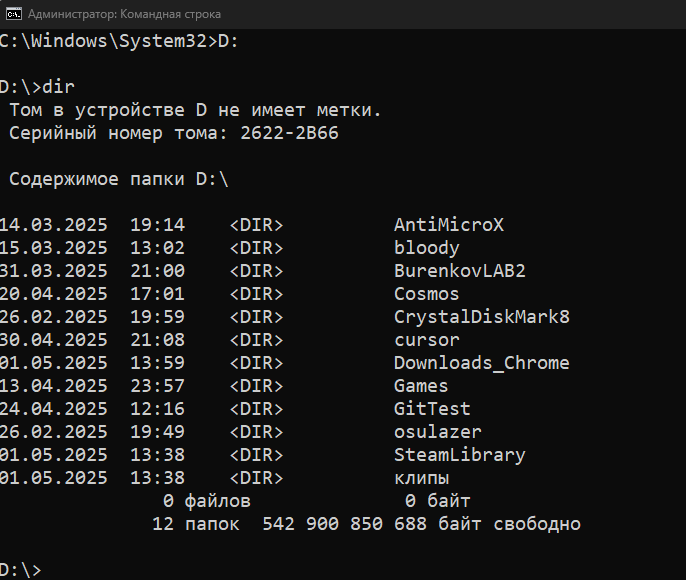 Администратор: Командная строка
C:\Windows\System32>D:
D:\>dir
Том в устройстве D не имеет метки.
Серийный номер тома: 2622-2B66
Содержимое папки D:\
14.03.2025  19:14    <DIR>          AntiMicroX
15.03.2025  13:02    <DIR>          bloody
31.03.2025  21:00    <DIR>          BurenkovLAB2
20.04.2025  17:01    <DIR>          Cosmos
26.02.2025  19:59    <DIR>          CrystalDiskMark8
30.04.2025  21:08    <DIR>          cursor
01.05.2025  13:59    <DIR>          Downloads_Chrome
13.04.2025  23:57    <DIR>          Games
24.04.2025  12:16    <DIR>          GitTest
26.02.2025  19:49    <DIR>          osulazer
01.05.2025  13:38    <DIR>          SteamLibrary
01.05.2025  13:38    <DIR>          клипы
0 файлов              0 байт
12 папок  542 900 850 688 байт свободно
D:\>